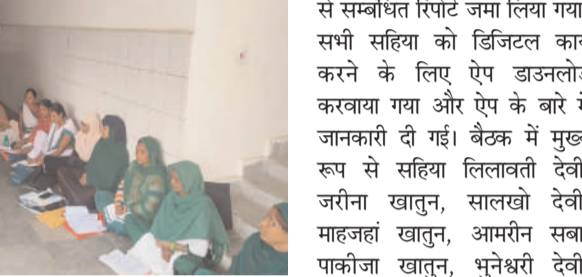 से सम्बंधित रिपोर्ट जमा लिया गया
सभी सहिया को डिजिटल का
करने के लिए ऐप डाउनलोड
करवाया गया और ऐप के बारे मे
जानकारी दी गई। बैठक में मुख्य
रूप से सहिया लिलावती देवी
जरीना खातुन, सालखो देवी
माहजहां खातुन, आमरीन सबा
पाकीजा खातुन, भुनेश्वरी देवी